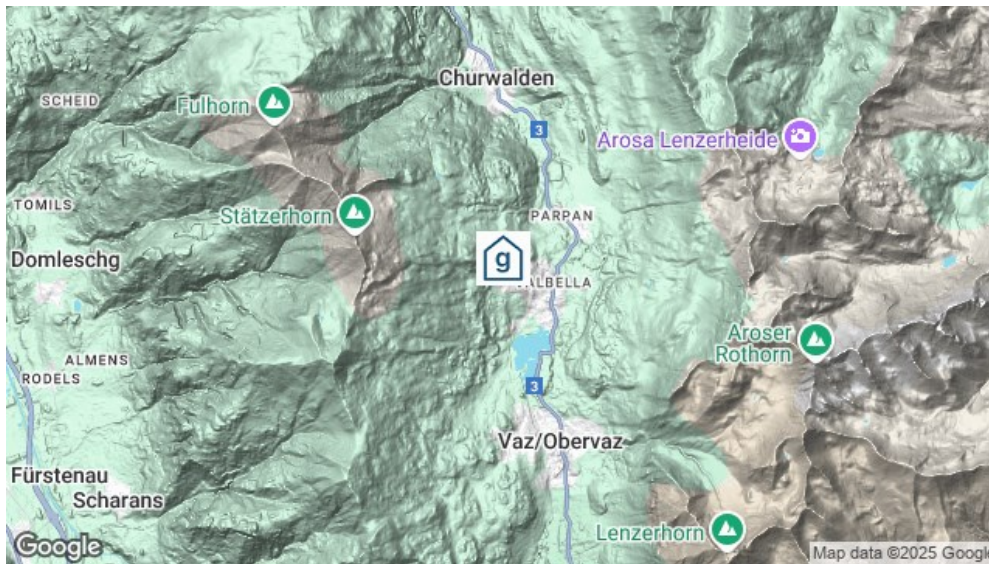 Churwalden
SCHEID
Fulhorn
3
Arosa Lenzerheide
TOMILS
Stätzerhorn
PARPAN
Domleschg
g
ALBELLA
Aroser
Rothorn
ALMENS
RODELS
3
Vaz/Obervaz
Fürstenau
Scharans
Lenzerhorn
Google
Map data ©2025 Google